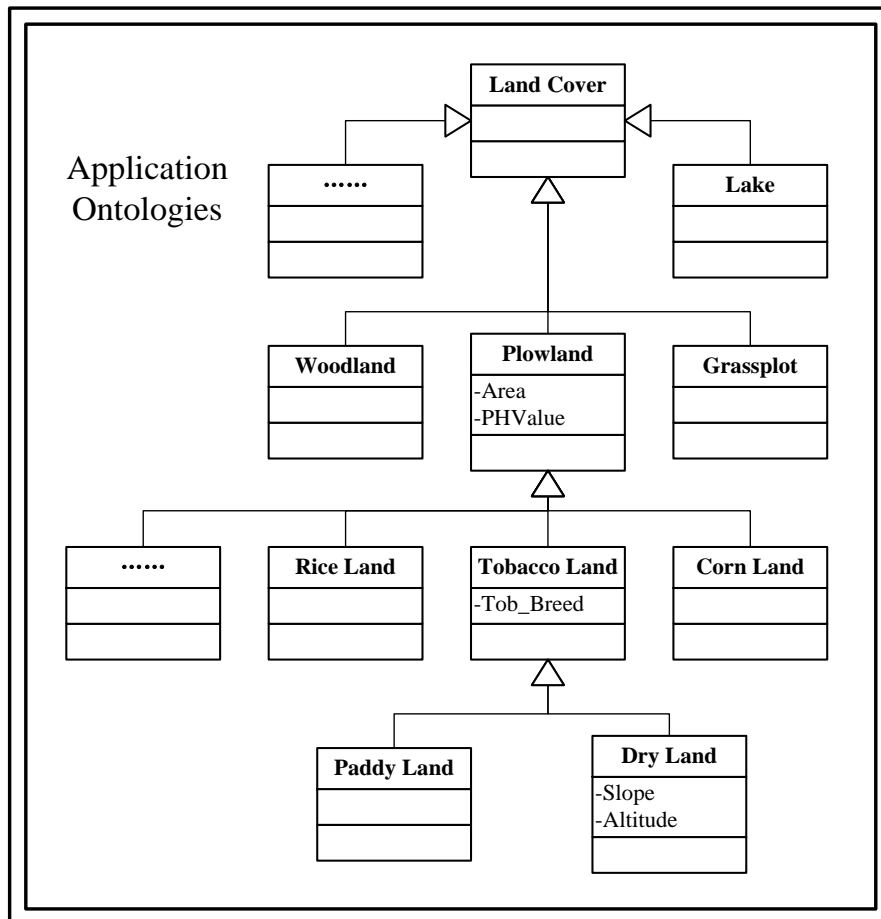 Land Cover
Application
Ontologies
......
Lake
Woodland
Plowland
-Area
-PHValue
Grassplot
......
Rice Land
Tobacco Land
-Tob_Breed
Corn Land
Paddy Land
Dry Land
-Slope
-Altitude